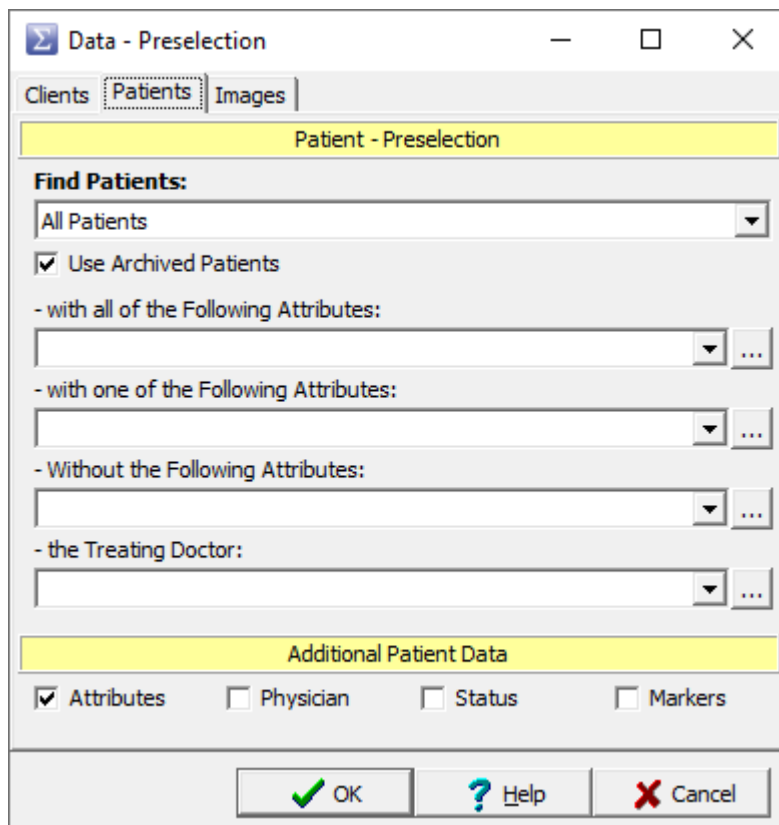 Data - Preselection
Clients Patients Images
Patient - Preselection
Find Patients:
All Patients
Use Archived Patients
- with all of the Following Attributes:
...
- with one of the Following Attributes:
...
- Without the Following Attributes:
...
- the Treating Doctor:
...
Additional Patient Data
Attributes Physician Status Markers
OK ? Help Cancel